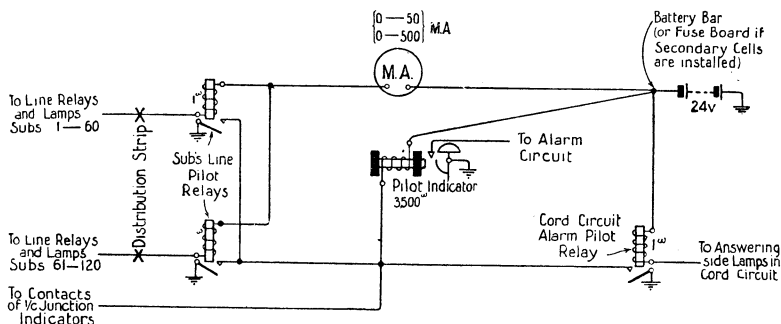 0—50
0—500
M.A
M.A.
Battery Bar
(or Fuse Board if
Secondary Cells
are installed)
24v
To Line Relays
and Lamps
Subs 1—60
1ω
Distribution Strip
Sub's Line
Pilot
Relays
To Alarm
Circuit
Pilot Indicator
3,500ω
Cord Circuit
Alarm Pilot
Relay
1ω
To Answering
side Lamps in
Cord Circuit
To Line Relays
and Lamps
Subs 61-120
To Contacts
of I/c Junction
Indicators